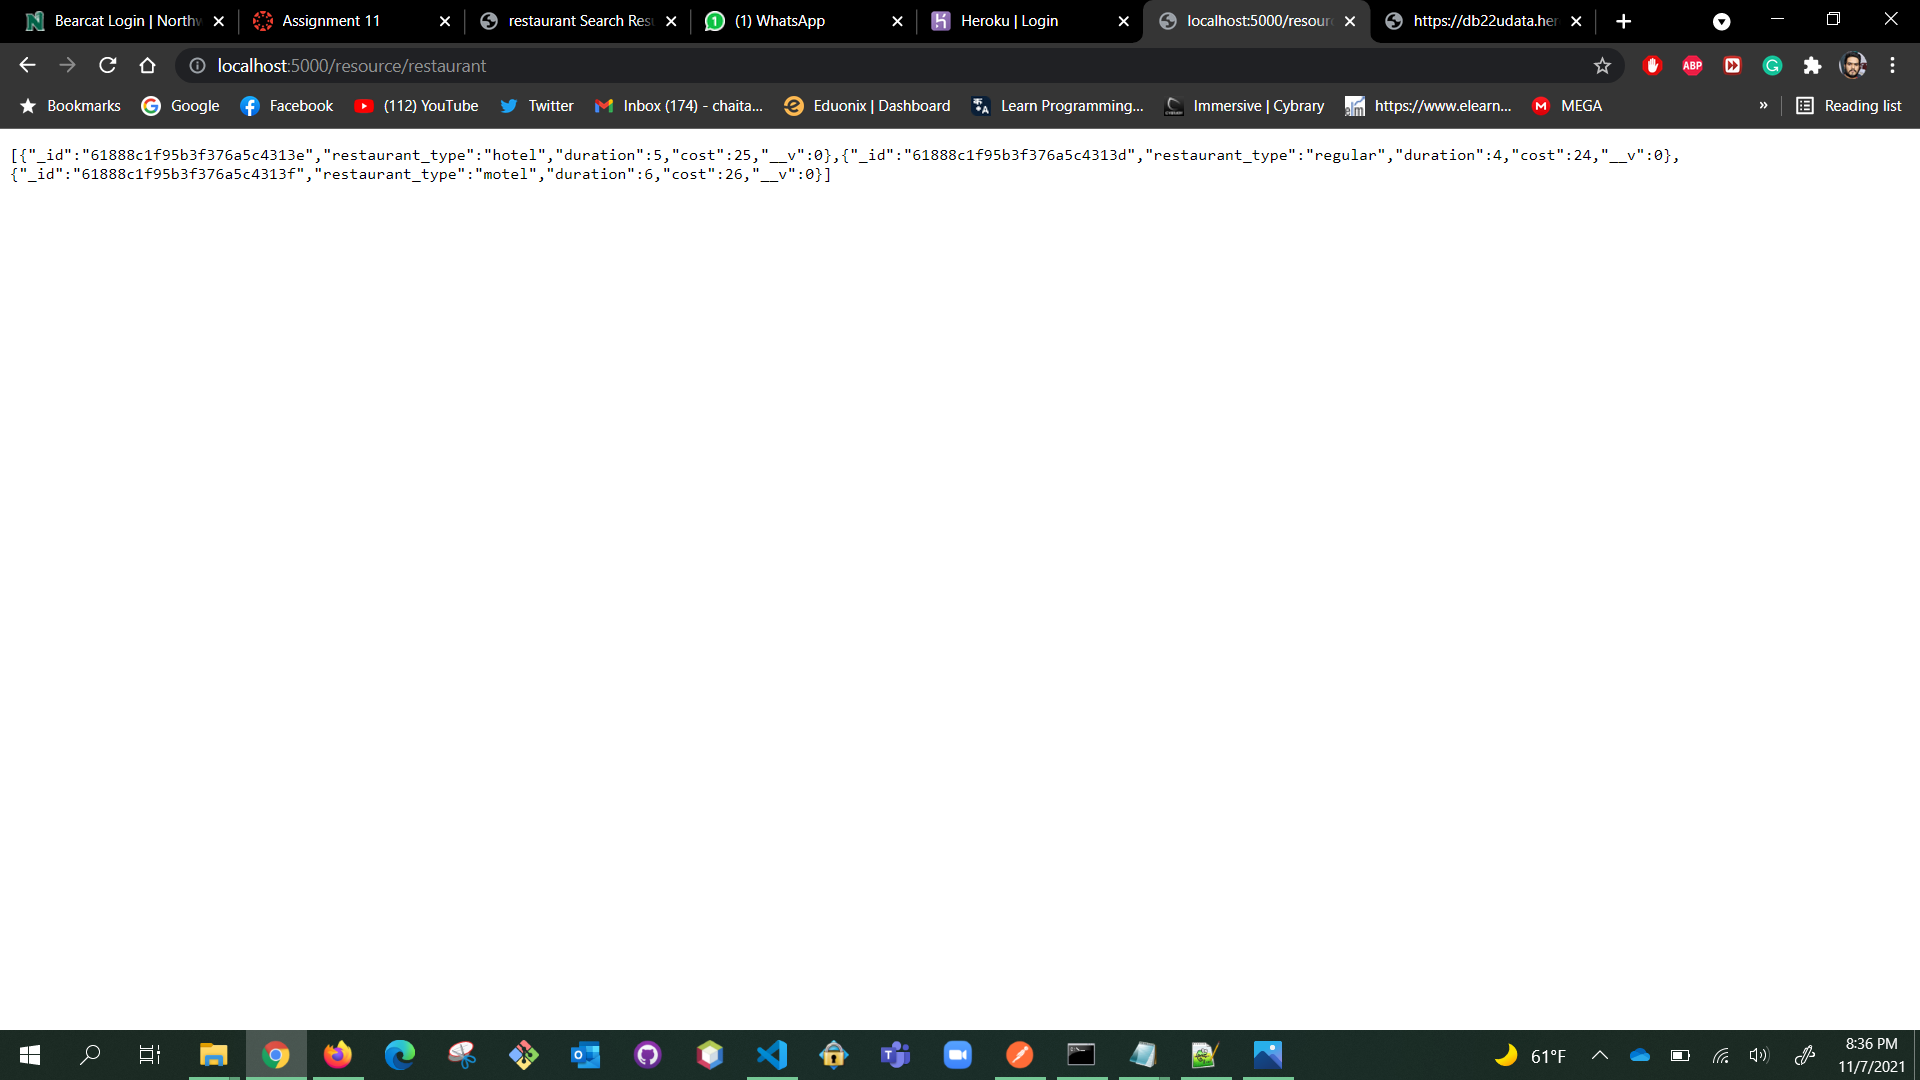 Bearcat Login | Northw
Assignment 11
restaurant Search Res
(1) WhatsApp
Heroku | Login
localhost:5000/resour
https://db22udata.her
localhost:5000/resource/restaurant
ABP
Bookmarks
Google
Facebook
(112) YouTube
Twitter
Inbox (174) - chaita...
Eduonix | Dashboard
Learn Programming...
Immersive | Cybrary
https://www.elearn...
MEGA
»
Reading list
[{"_id":"61888c1f95b3f376a5c4313e","restaurant_type":"hotel","duration":5,"cost":25,"__v":0},{"_id":"61888c1f95b3f376a5c4313d","restaurant_type":"regular","duration":4,"cost":24,"__v":0},
{"_id":"61888c1f95b3f376a5c4313f","restaurant_type":"motel","duration":6,"cost":26,"__v":0}]
61°F
8:36 PM
11/7/2021